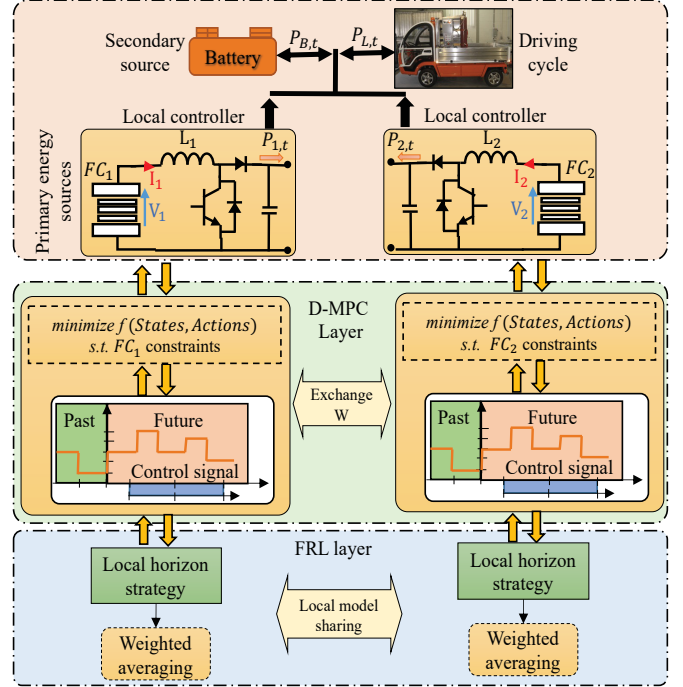 Secondary
source
Battery
P_{B,t}
P_{L,t}
Driving
cycle
Primary energy
sources
Local controller
Local controller
FC_1
I_1
V_1
L_1
P_{1,t}
P_{2,t}
L_2
I_2
V_2
FC_2
D-MPC
Layer
minimize f(States, Actions)
s.t. FC_1 constraints
minimize f(States, Actions)
s.t. FC_2 constraints
Exchange
W
Past
Future
Control signal
Past
Future
Control signal
FRL layer
Local horizon
strategy
Local horizon
strategy
Local model
sharing
Weighted
averaging
Weighted
averaging